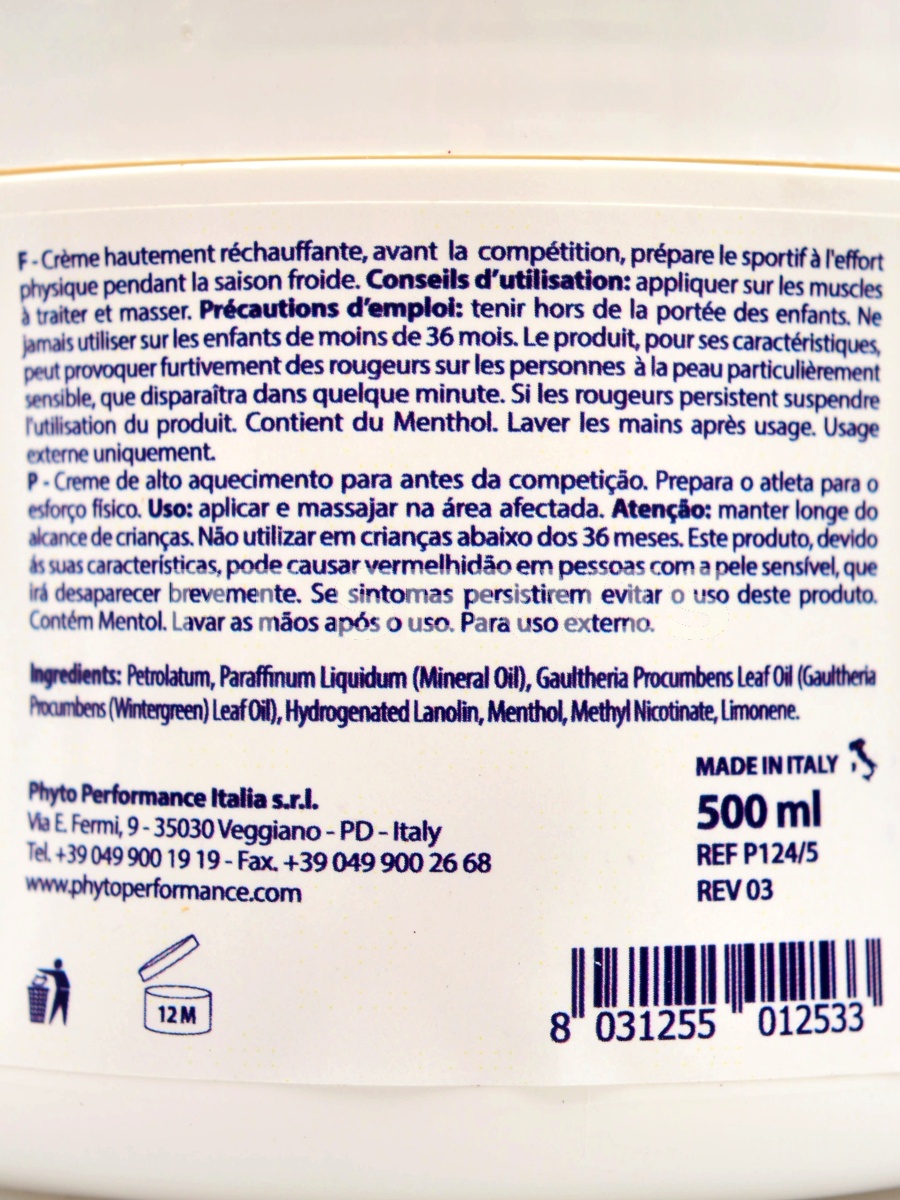 F - Crème hautement réchauffante, avant la compétition, prépare le sportif à l'effort
physique pendant la saison froide. Conseils d'utilisation: appliquer sur les muscles
à traiter et masser. Précautions d'emploi: tenir hors de la portée des enfants. Ne
jamais utiliser sur les enfants de moins de 36 mois. Le produit, pour ses caractéristiques,
peut provoquer furtivement des rougeurs sur les personnes à la peau particulièrement
sensible, que disparaîtra dans quelque minute. Si les rougeurs persistent suspendre
l'utilisation du produit. Contient du Menthol. Laver les mains après usage. Usage
externe uniquement.
P - Creme de alto aquecimento para antes da competição. Prepara o atleta para o
esforço físico. Uso: aplicar e massajar na área afectada. Atenção: manter longe do
alcance de crianças. Não utilizar em crianças abaixo dos 36 meses. Este produto, devido
ás suas características, pode causar vermelhidão em pessoas com a pele sensível, que
irá desaparecer brevemente. Se sintomas persistirem evitar o uso deste produto.
Contém Mentol. Lavar as mãos após o uso. Para uso externo.
Ingredients: Petrolatum, Paraffinum Liquidum (Mineral Oil), Gaultheria Procumbens Leaf Oil (Gaultheria
Procumbens (Wintergreen) Leaf Oil), Hydrogenated Lanolin, Menthol, Methyl Nicotinate, Limonene.
MADE IN ITALY
500 ml
REF P124/5
REV 03
Phyto Performance Italia s.r.l.
Via E. Fermi, 9 - 35030 Veggiano - PD - Italy
Tel. +39 049 900 19 19 - Fax. +39 049 900 26 68
www.phytoperformance.com
12 M
8 031255 012533